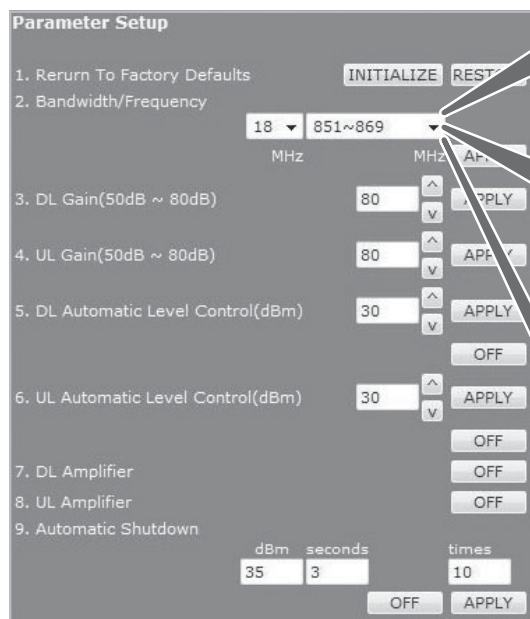 Parameter Setup
1. Rerurn To Factory Defaults INITIALIZE
2. Bandwidth/Frequency
18 851~869
MHz MHz
3. DL Gain(50dB ~ 80dB) 80 APPLY
4. UL Gain(50dB ~ 80dB) 80
5. DL Automatic Level Control(dBm) 30 APPLY
OFF
6. UL Automatic Level Control(dBm) 30 APPLY
OFF
7. DL Amplifier OFF
8. UL Amplifier OFF
9. Automatic Shutdown
dBm seconds times
35 3 10
OFF APPLY